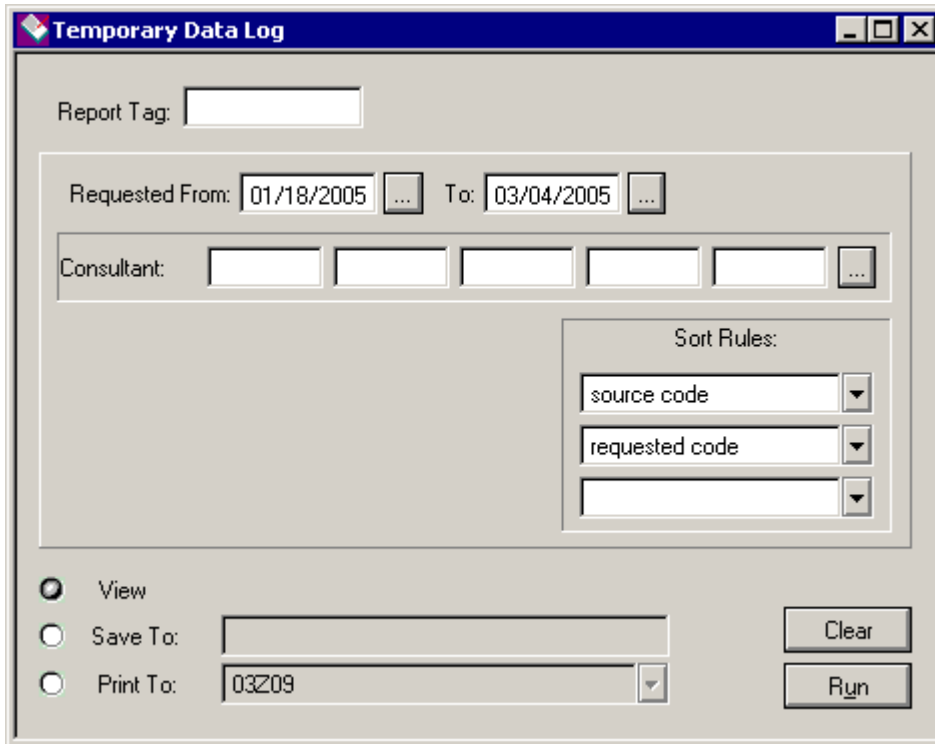 Temporary Data Log
Report Tag:
Requested From: 01/18/2005 ... To: 03/04/2005 ...
Consultant: ...
Sort Rules:
source code
requested code
View
Save To:
Clear
Print To: 03Z09
Run